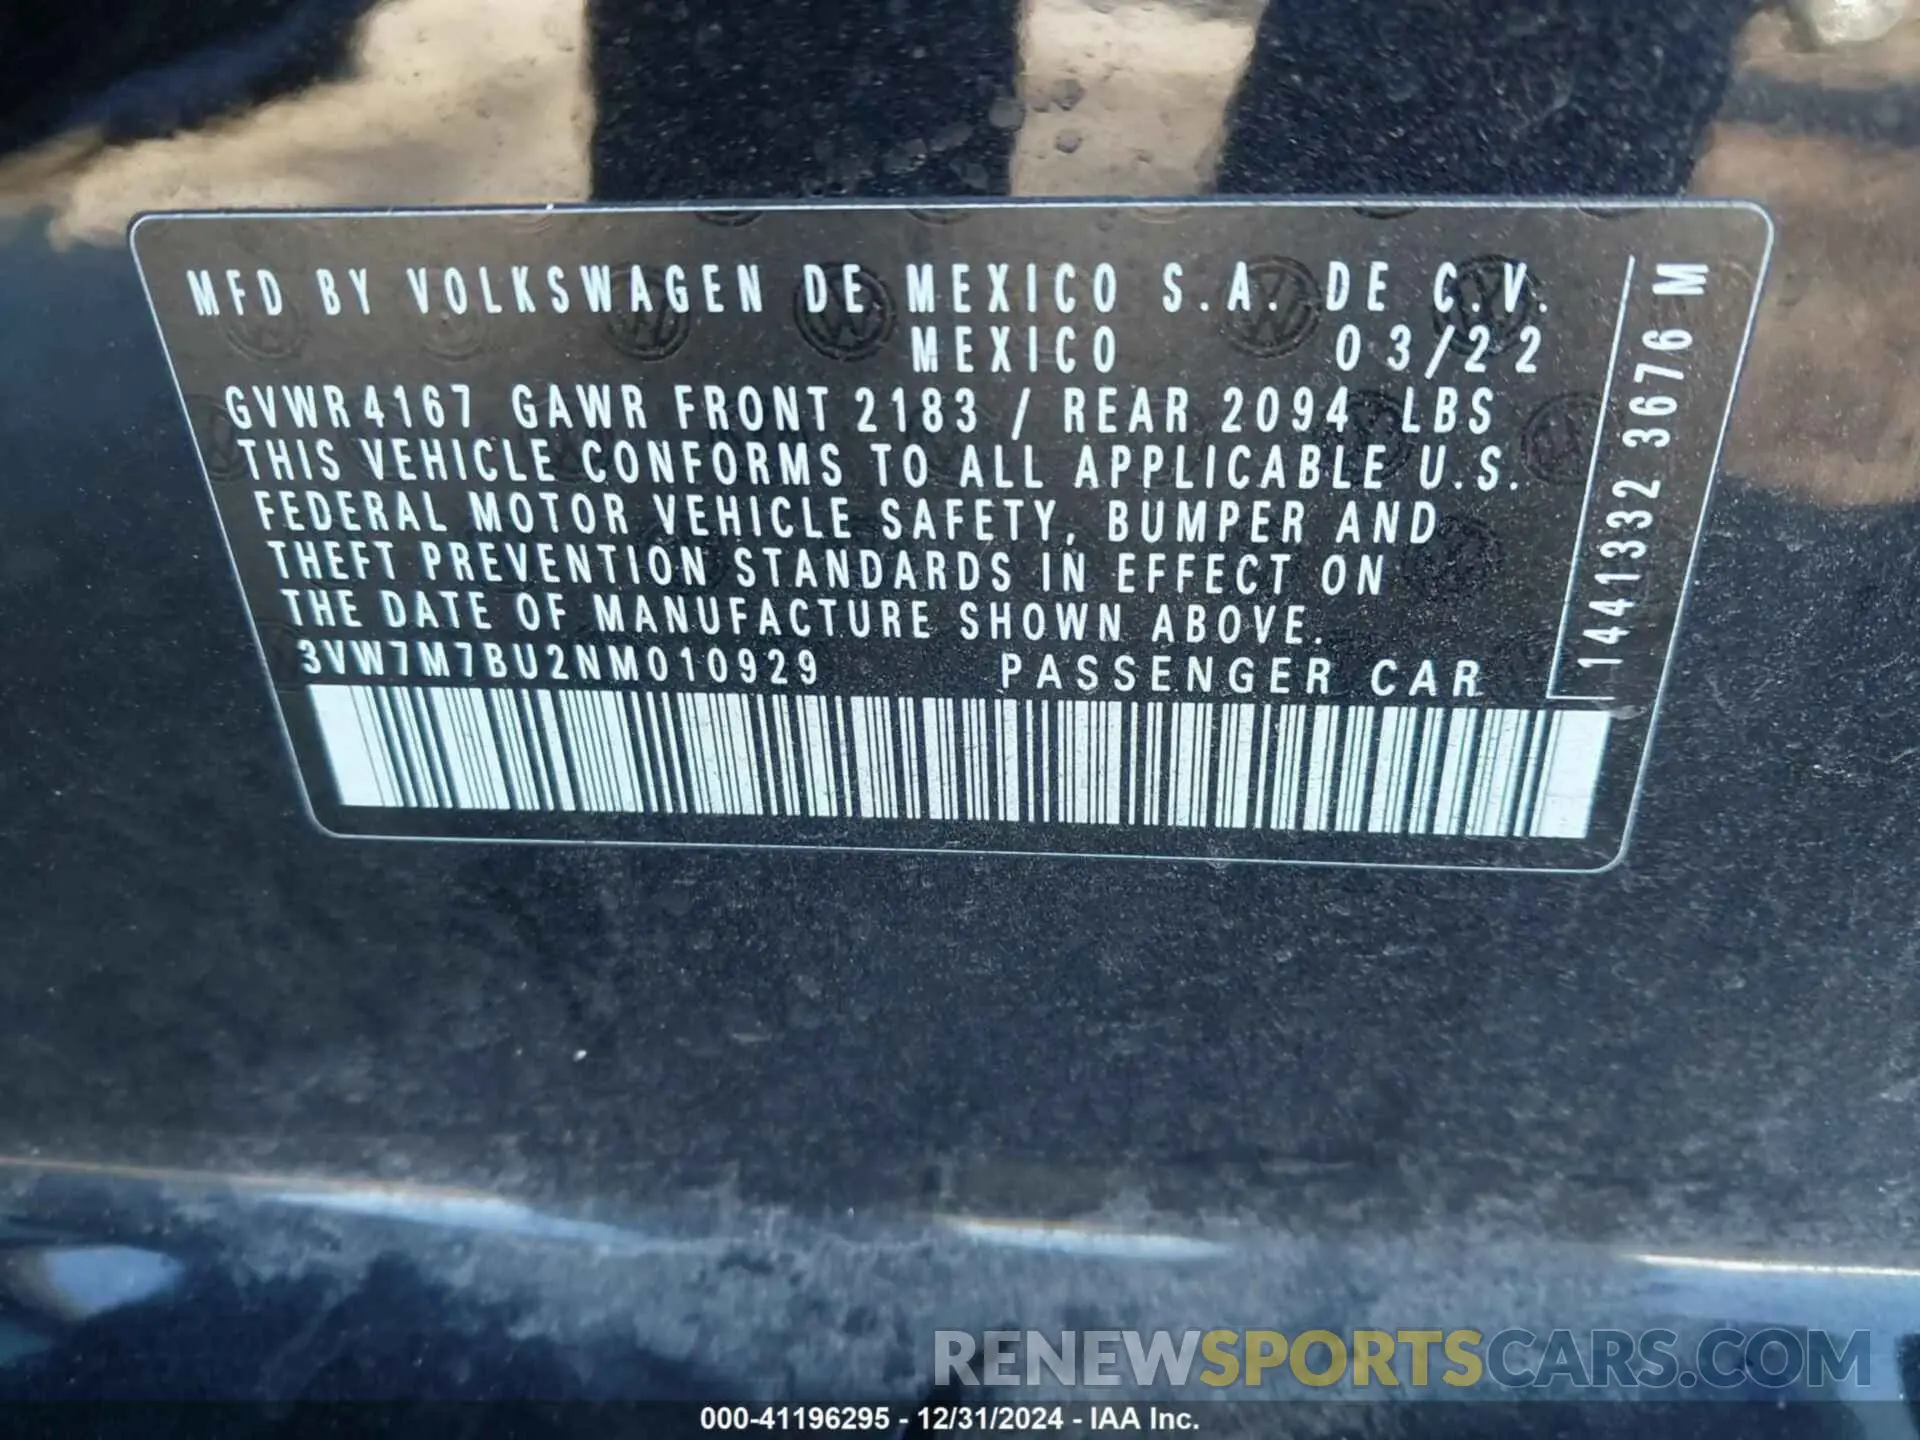 MFD BY VOLKSWAGEN DE MEXICO S.A. DE C.V.
MEXICO 03/22
GVWR 4167 GAWR FRONT 2183 / REAR 2094 LBS
THIS VEHICLE CONFORMS TO ALL APPLICABLE U.S.
FEDERAL MOTOR VEHICLE SAFETY, BUMPER AND
THEFT PREVENTION STANDARDS IN EFFECT ON
THE DATE OF MANUFACTURE SHOWN ABOVE.
3VW7M7BU2NM010929 PASSENGER CAR
1441332 3676 M
RENEWSPORTSCARS.COM
000-41196295 - 12/31/2024 - IAA Inc.